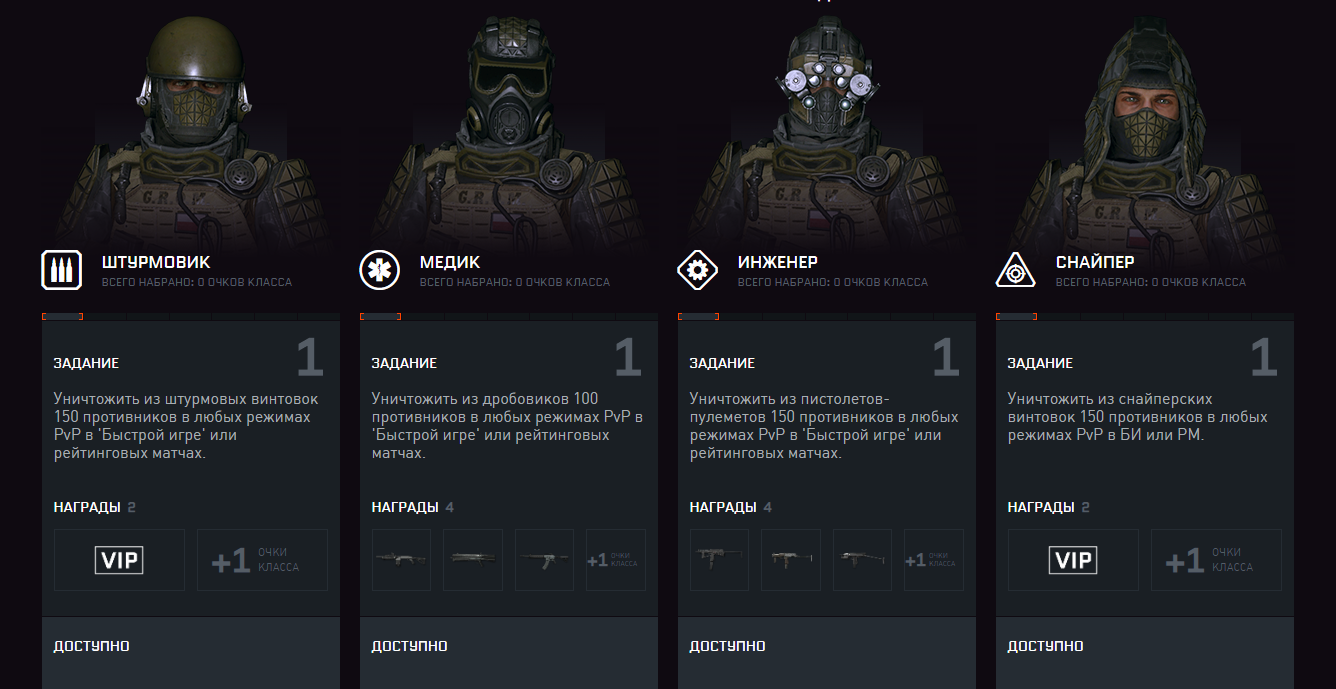 ШТУРМОВИК
ВСЕГО НАБРАНО: 0 ОЧКОВ КЛАССА
1
ЗАДАНИЕ
Уничтожить из штурмовых винтовок
150 противников в любых режимах
PvP в 'Быстрой игре' или
рейтинговых матчах.
НАГРАДЫ 2
VIP
+1 ОЧКИ
КЛАССА
ДОСТУПНО
МЕДИК
ВСЕГО НАБРАНО: 0 ОЧКОВ КЛАССА
1
ЗАДАНИЕ
Уничтожить из дробовиков 100
противников в любых режимах PvP в
'Быстрой игре' или рейтинговых
матчах.
НАГРАДЫ 4
+1 ОЧКИ
КЛАССА
ДОСТУПНО
ИНЖЕНЕР
ВСЕГО НАБРАНО: 0 ОЧКОВ КЛАССА
1
ЗАДАНИЕ
Уничтожить из пистолетов-
пулеметов 150 противников в любых
режимах PvP в 'Быстрой игре' или
рейтинговых матчах.
НАГРАДЫ 4
+1 ОЧКИ
КЛАССА
ДОСТУПНО
СНАЙПЕР
ВСЕГО НАБРАНО: 0 ОЧКОВ КЛАССА
1
ЗАДАНИЕ
Уничтожить из снайперских
винтовок 150 противников в любых
режимах PvP в БИ или РМ.
НАГРАДЫ 2
VIP
+1 ОЧКИ
КЛАССА
ДОСТУПНО